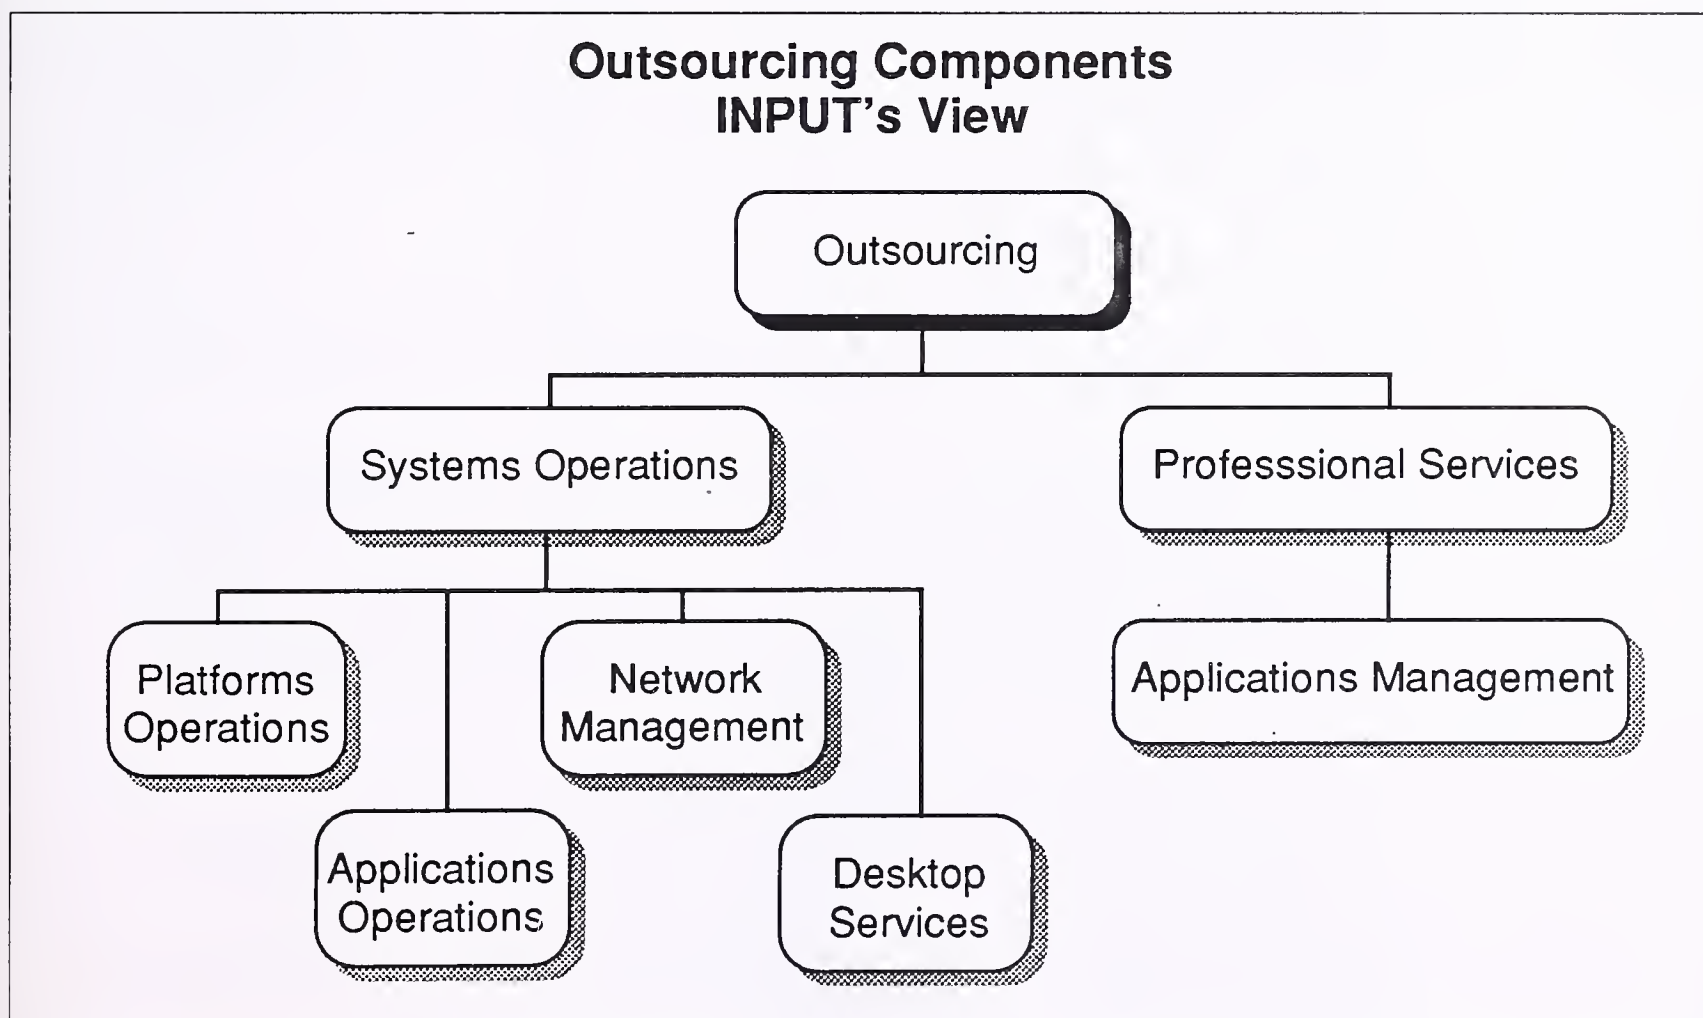 Outsourcing Components
INPUT's View
Outsourcing
Systems Operations
Professsional Services
Platforms
Operations
Network
Management
Applications Management
Applications
Operations
Desktop
Services